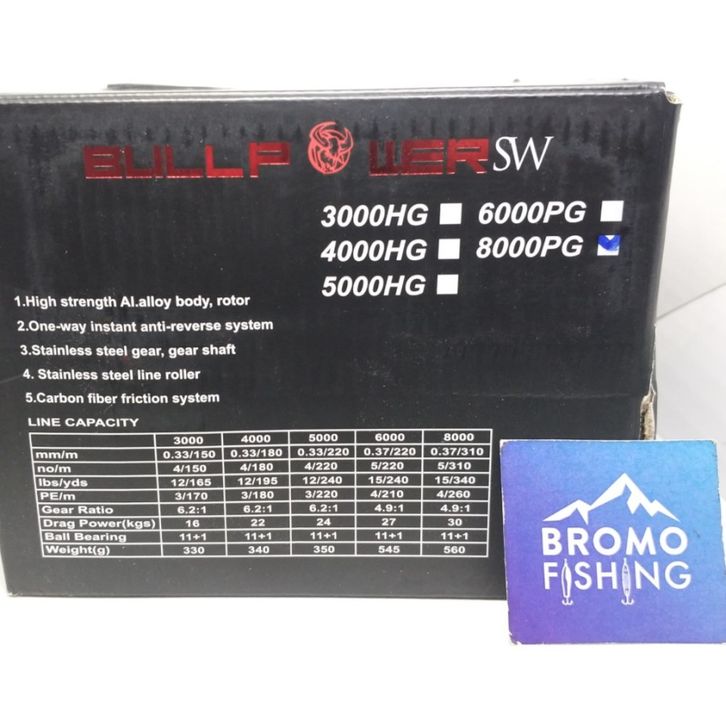 BULLPOWER SW
3000HG 6000PG
4000HG 8000PG
5000HG
1.High strength Al.alloy body, rotor
2.One-way instant anti-reverse system
3.Stainless steel gear, gear shaft
4. Stainless steel line roller
5.Carbon fiber friction system
LINE CAPACITY
3000 4000 5000 6000 8000
mm/m 0.33/150 0.33/180 0.33/220 0.37/220 0.37/310
no/m 4/150 4/180 4/220 5/220 5/310
lbs/yds 12/165 12/195 12/240 15/240 15/340
PE/m 3/170 3/180 3/220 4/210 4/260
Gear Ratio 6.2:1 6.2:1 6.2:1 4.9:1 4.9:1
Drag Power(kgs) 16 22 24 27 30
Ball Bearing 11+1 11+1 11+1 11+1 11+1
Weight(g) 330 340 350 545 560
BROMO
FISHING